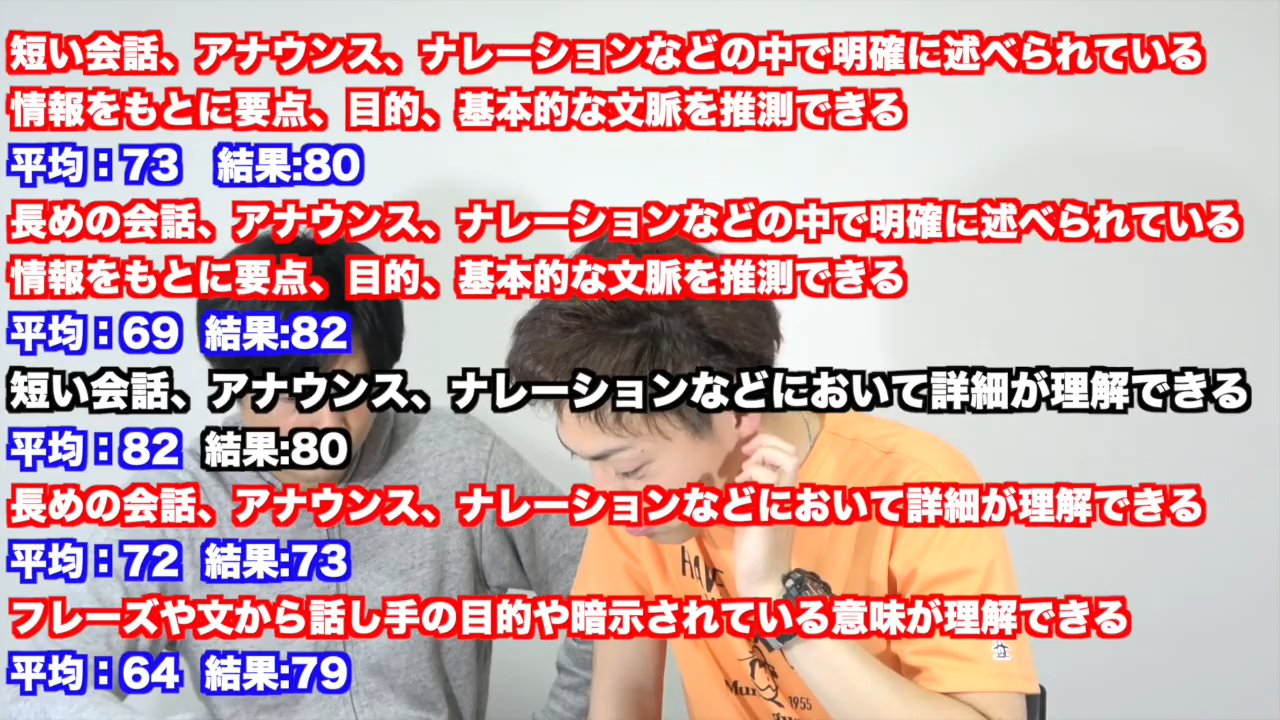 短い会話、アナウンス、ナレーションなどの中で明確に述べられている
情報をもとに要点、目的、基本的な文脈を推測できる
平均：73　結果:80
長めの会話、アナウンス、ナレーションなどの中で明確に述べられている
情報をもとに要点、目的、基本的な文脈を推測できる
平均：69 結果:82
短い会話、アナウンス、ナレーションなどにおいて詳細が理解できる
平均：82 結果:80
長めの会話、アナウンス、ナレーションなどにおいて詳細が理解できる
平均：72 結果:73
フレーズや文から話し手の目的や暗示されている意味が理解できる
平均：64 結果:79
1955